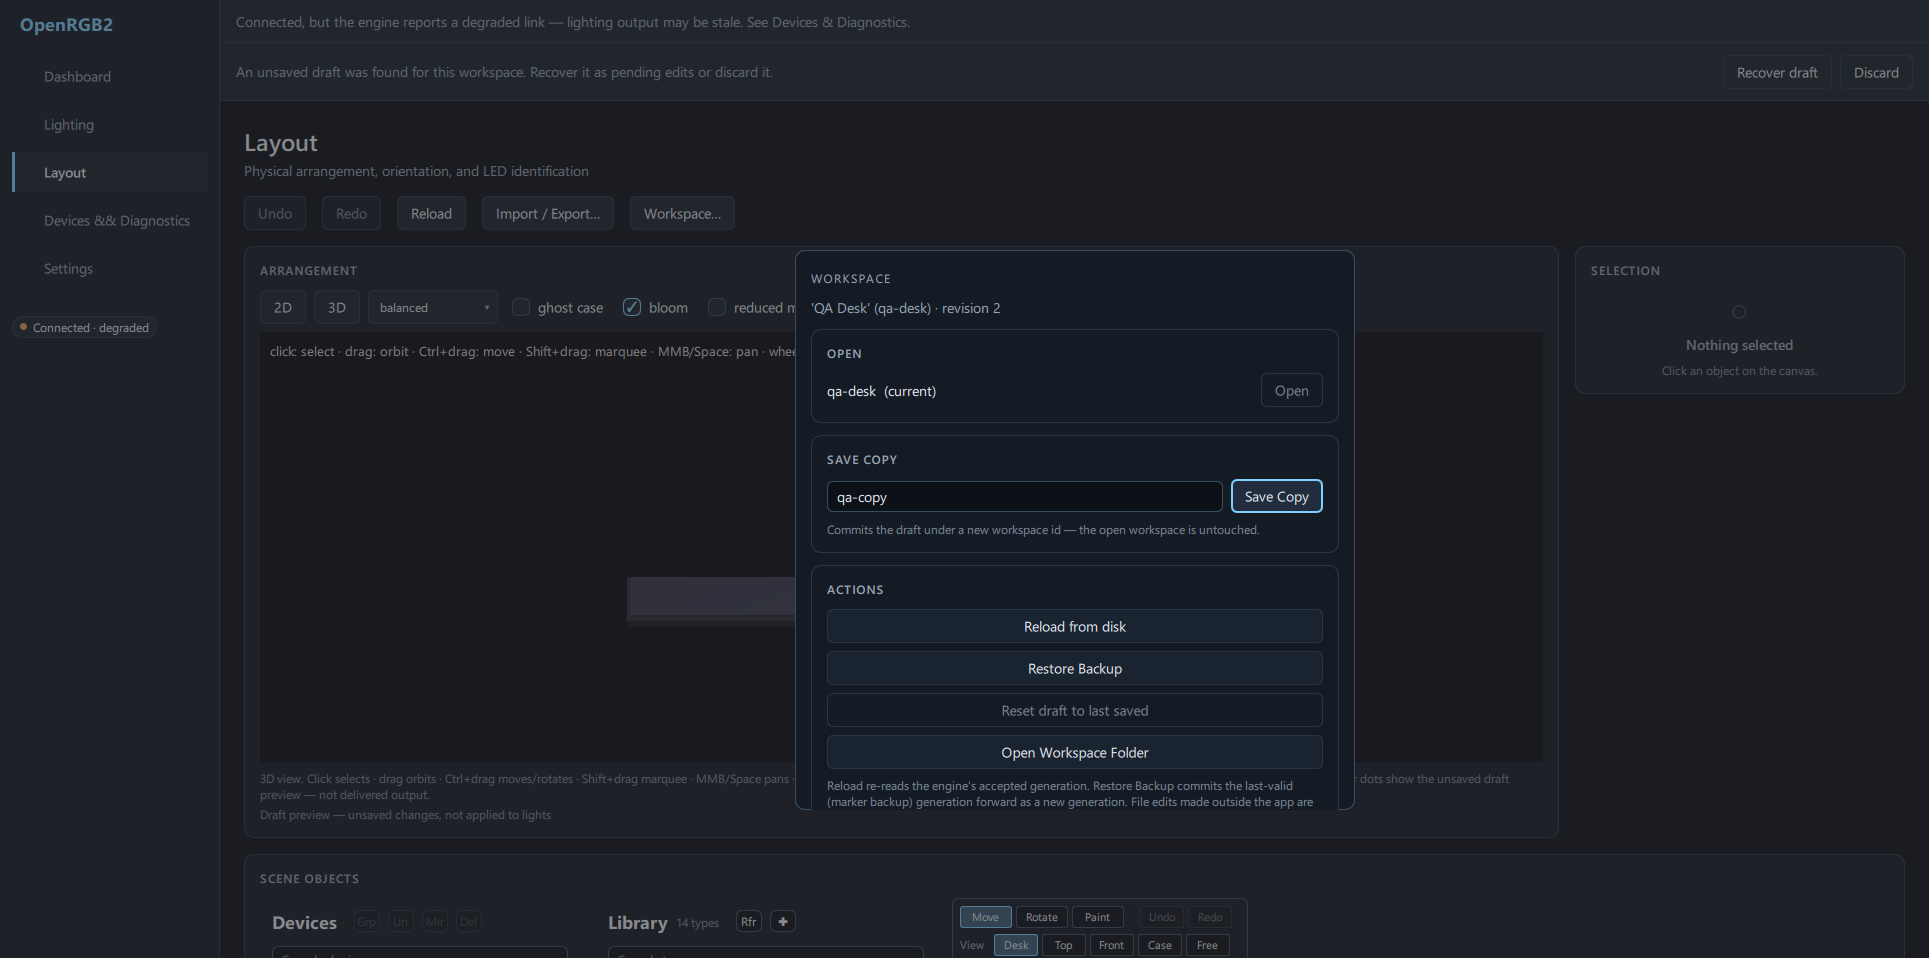 OpenRGB2
Dashboard
Lighting
Layout
Devices && Diagnostics
Settings
Connected · degraded
Connected, but the engine reports a degraded link — lighting output may be stale. See Devices & Diagnostics.
An unsaved draft was found for this workspace. Recover it as pending edits or discard it.
Recover draft
Discard
Layout
Physical arrangement, orientation, and LED identification
Undo
Redo
Reload
Import / Export...
Workspace...
ARRANGEMENT
2D
3D
balanced
ghost case
bloom
reduced
click: select · drag: orbit · Ctrl+drag: move · Shift+drag: marquee · MMB/Space: pan ·
3D view. Click selects · drag orbits · Ctrl+drag moves/rotates · Shift+drag marquee · MMB/Space pans ·
dots show the unsaved draft
preview — not delivered output.
Draft preview — unsaved changes, not applied to lights
WORKSPACE
'QA Desk' (qa-desk) · revision 2
OPEN
qa-desk (current)
Open
SAVE COPY
qa-copy
Save Copy
Commits the draft under a new workspace id — the open workspace is untouched.
ACTIONS
Reload from disk
Restore Backup
Reset draft to last saved
Open Workspace Folder
Reload re-reads the engine's accepted generation. Restore Backup commits the last-valid
(marker backup) generation forward as a new generation. File edits made outside the app are
SELECTION
Nothing selected
Click an object on the canvas.
SCENE OBJECTS
Devices
Grp
Un
Mir
Del
Library
14 types
Rfr
Move
Rotate
Paint
Undo
Redo
View
Desk
Top
Front
Case
Free